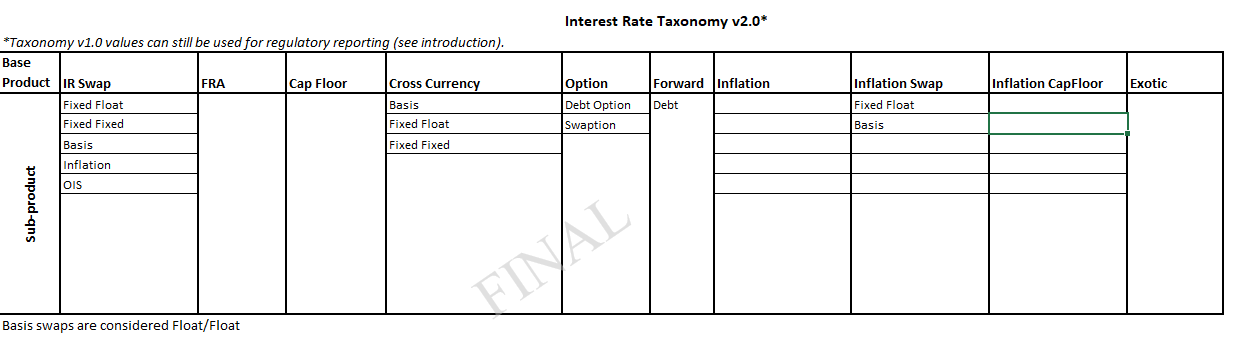 Interest Rate Taxonomy v2.0*
*Taxonomy v1.0 values can still be used for regulatory reporting (see introduction).
Base Product IR Swap FRA Cap Floor Cross Currency Option Forward Inflation Inflation Swap Inflation CapFloor Exotic
Sub-product
Fixed Float Basis Debt Option Debt Fixed Float
Fixed Fixed Fixed Float Swaption Basis
Basis Fixed Fixed
Inflation
OIS
FINAL
Basis swaps are considered Float/Float